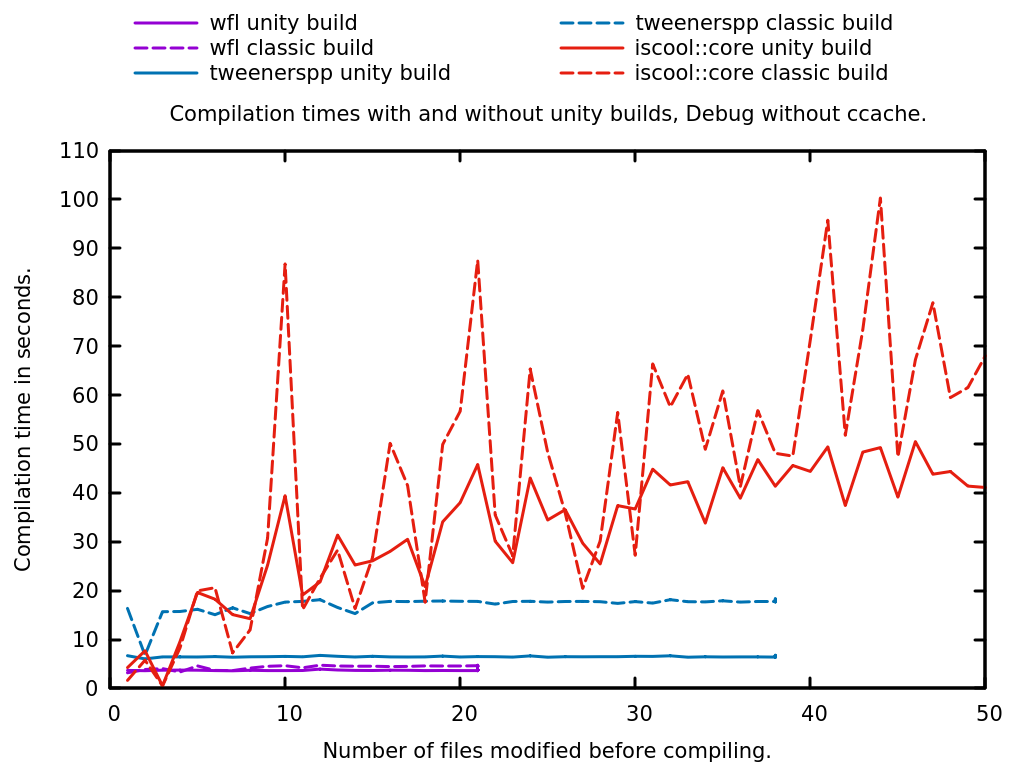 wfl unity build
wfl classic build
tweenerspp unity build
tweenerspp classic build
iscool::core unity build
iscool::core classic build
Compilation times with and without unity builds, Debug without ccache.
Compilation time in seconds.
110
100
90
80
70
60
50
40
30
20
10
0
0 10 20 30 40 50
Number of files modified before compiling.